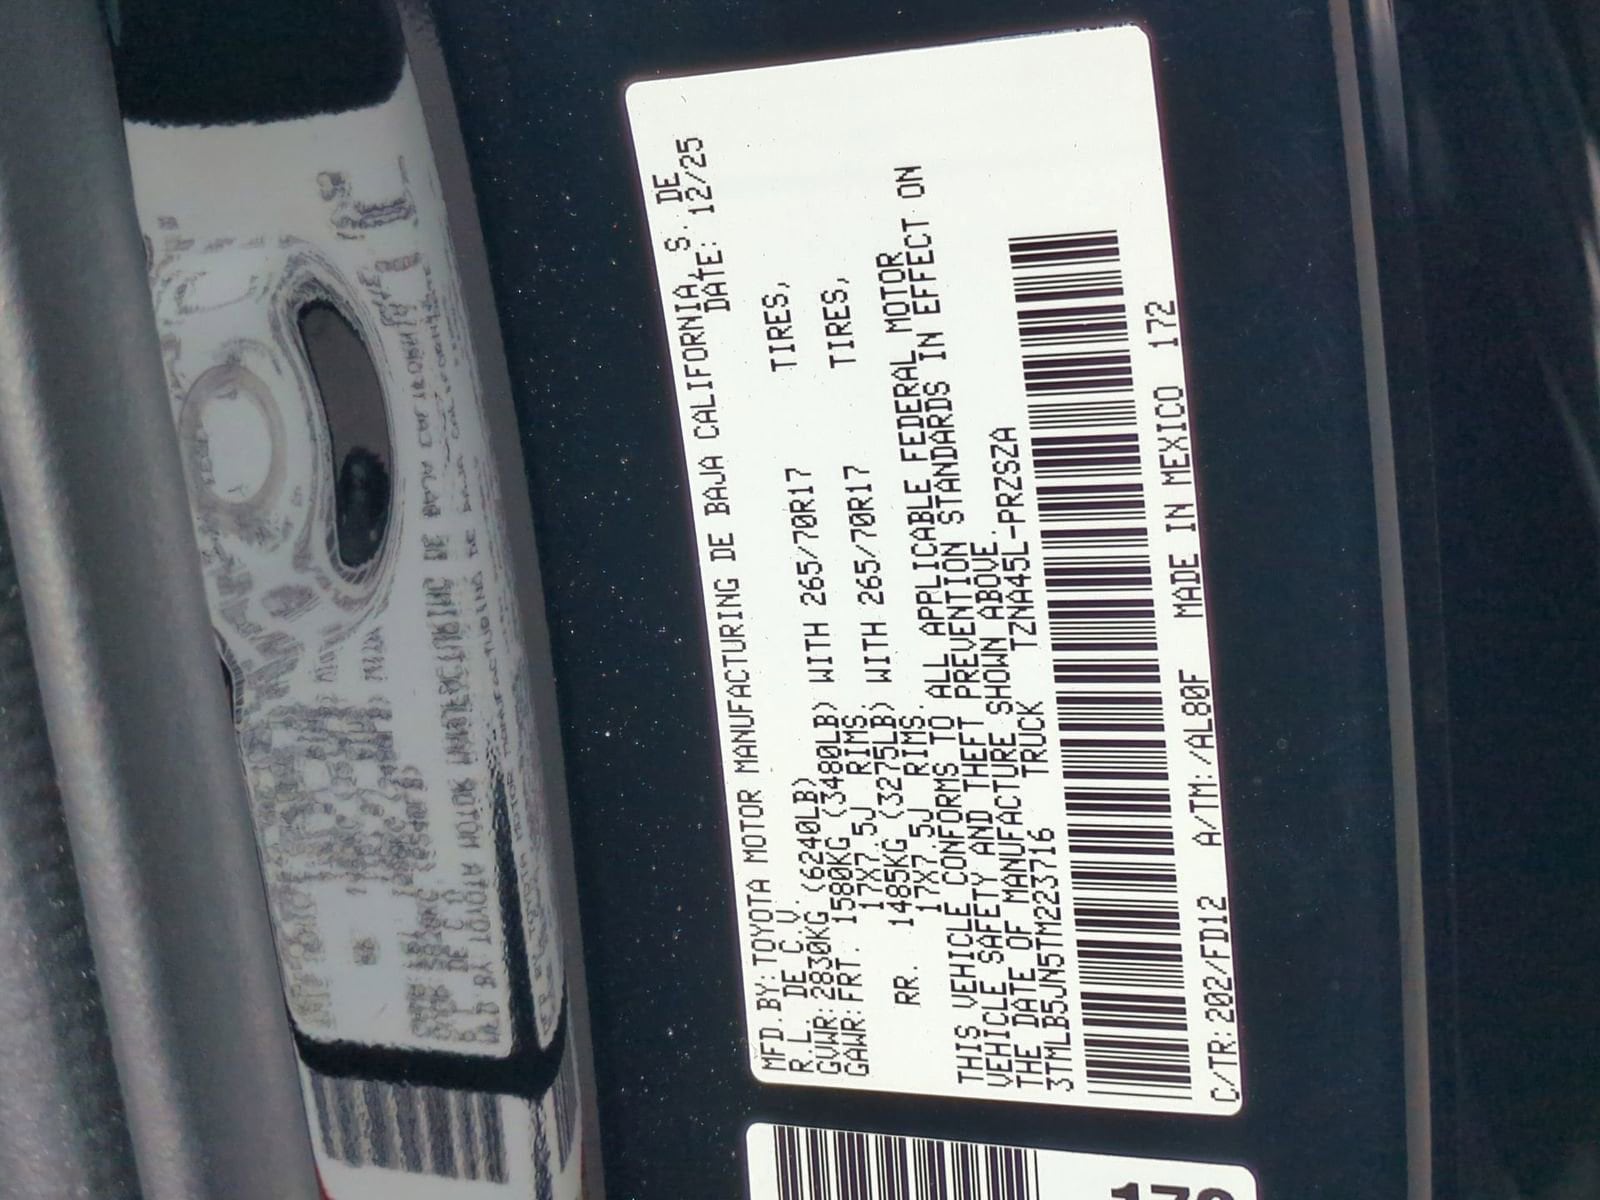 MFD.BY:TOYOTA MOTOR MANUFACTURING DE BAJA CALIFORNIA, S. DE
R.L. DE C.V. DATE: 12/25
GVWR:2830KG (6240LB)
GAWR:FRT. 1580KG (3480LB) WITH 265/70R17 TIRES,
17X7.5J RIMS
RR. 1485KG (3275LB) WITH 265/70R17 TIRES,
17X7.5J RIMS.
THIS VEHICLE CONFORMS TO ALL APPLICABLE FEDERAL MOTOR
VEHICLE SAFETY AND THEFT PREVENTION STANDARDS IN EFFECT ON
THE DATE OF MANUFACTURE SHOWN ABOVE.
3TMLB5JN5TM223716 TRUCK TZNA45L-PRZSZA
C/TR:202/FD12 A/TM:/AL80F MADE IN MEXICO 172